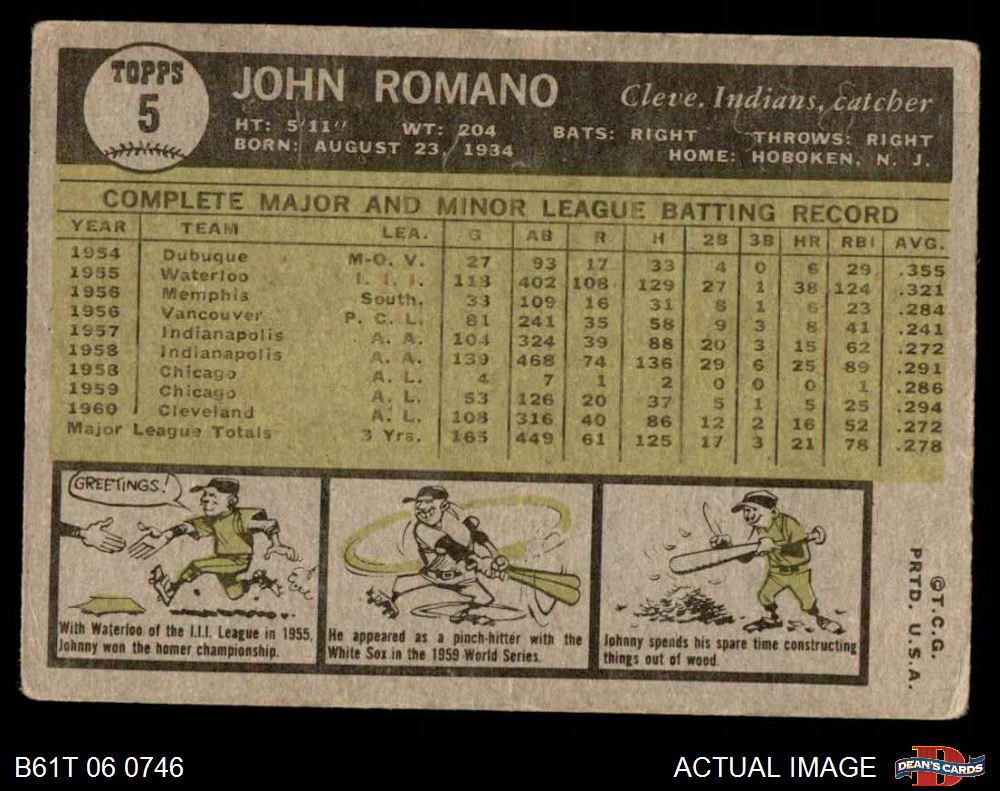 TOPPS
5
JOHN ROMANO
Cleve. Indians, catcher
HT: 5'11" WT: 204 BATS: RIGHT THROWS: RIGHT
BORN: AUGUST 23, 1934 HOME: HOBOKEN, N. J.
COMPLETE MAJOR AND MINOR LEAGUE BATTING RECORD
YEAR TEAM LEA. G AB R H 2B 3B HR RBI AVG.
1954 Dubuque M-O. V. 27 93 17 33 4 0 6 29 .355
1955 Waterloo I. I. I. 113 402 108 129 27 1 38 124 .321
1956 Memphis South. 33 109 16 31 8 1 6 23 .284
1956 Vancouver P. C. L. 81 241 35 58 9 3 8 41 .241
1957 Indianapolis A. A. 104 324 39 88 20 3 15 62 .272
1958 Indianapolis A. A. 139 468 74 136 29 6 25 89 .291
1958 Chicago A. L. 4 7 1 2 0 0 0 1 .286
1959 Chicago A. L. 53 126 20 37 5 1 5 25 .294
1960 Cleveland A. L. 108 316 40 86 12 2 16 52 .272
Major League Totals 3 Yrs. 165 449 61 125 17 3 21 78 .278
GREETINGS!
With Waterloo of the I.I.I. League in 1955,
Johnny won the homer championship.
He appeared as a pinch-hitter with the
White Sox in the 1959 World Series.
Johnny spends his spare time constructing
things out of wood.
©T.C.G.
PRTD. U.S.A.
B61T 06 0746
ACTUAL IMAGE
D
DEAN'S CARDS